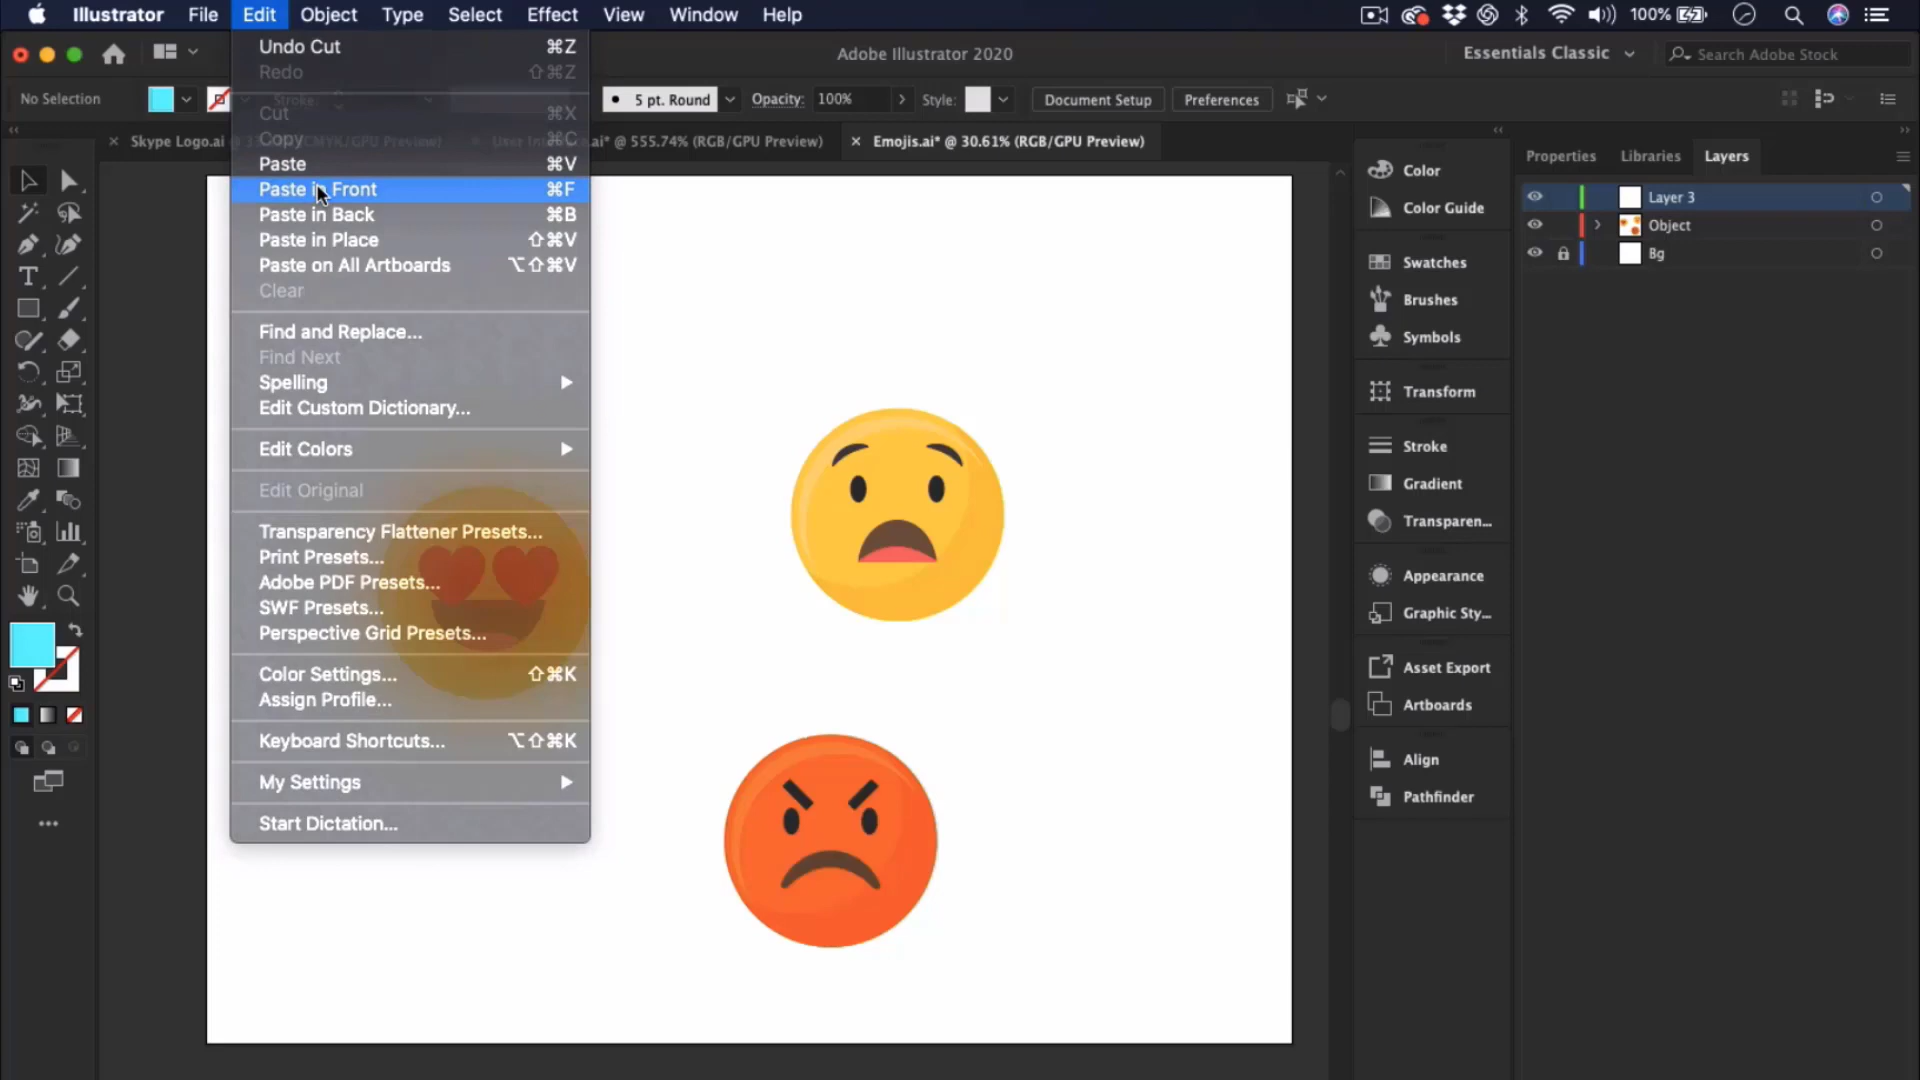 Illustrator File Edit Object Type Select Effect View Window Help 100%
Adobe Illustrator 2020
Essentials Classic
Search Adobe Stock
No Selection
Stroke:
5 pt. Round
Opacity: 100%
Style:
Document Setup
Preferences
Skype Logo.ai
CMYK/GPU Preview)
.ai* @ 555.74% (RGB/GPU Preview)
Emojis.ai* @ 30.61% (RGB/GPU Preview)
Undo Cut ⌘Z
Redo ⇧⌘Z
Cut ⌘X
Copy ⌘C
Paste ⌘V
Paste in Front ⌘F
Paste in Back ⌘B
Paste in Place ⇧⌘V
Paste on All Artboards ⌥⇧⌘V
Clear
Find and Replace...
Find Next
Spelling
Edit Custom Dictionary...
Edit Colors
Edit Original
Transparency Flattener Presets...
Print Presets...
Adobe PDF Presets...
SWF Presets...
Perspective Grid Presets...
Color Settings... ⇧⌘K
Assign Profile...
Keyboard Shortcuts... ⌥⇧⌘K
My Settings
Start Dictation...
Color
Color Guide
Swatches
Brushes
Symbols
Transform
Stroke
Gradient
Transparen...
Appearance
Graphic Sty...
Asset Export
Artboards
Align
Pathfinder
Properties Libraries Layers
Layer 3
Object
Bg